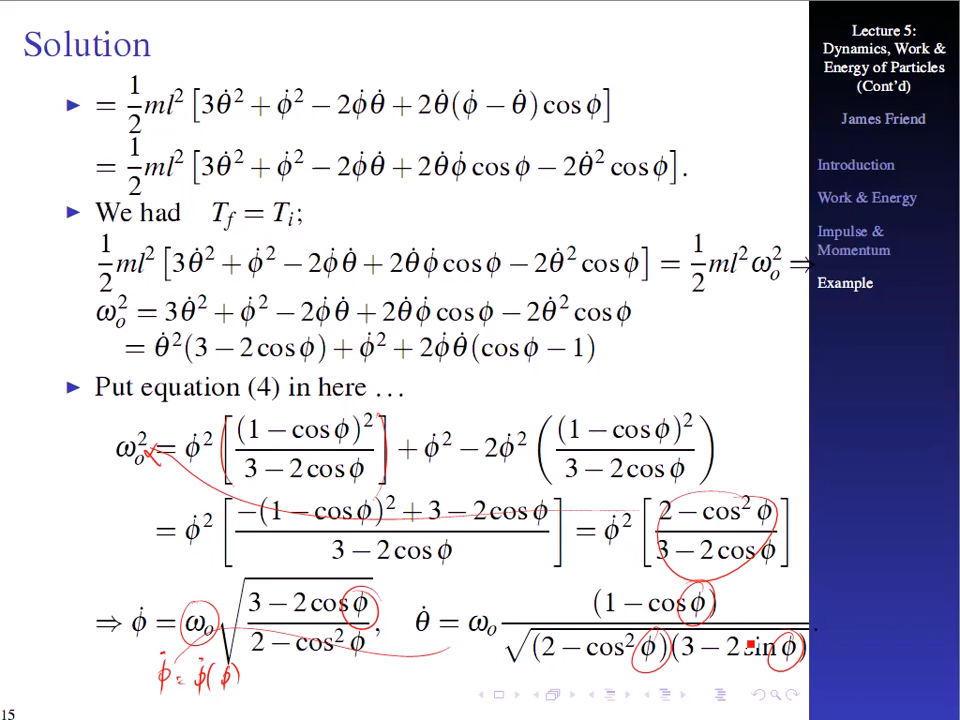 Solution
▶ = 1/2 ml² [3θ̇² + φ̇² − 2φ̇θ̇ + 2θ̇(φ̇ − θ̇) cos ϕ]
= 1/2 ml² [3θ̇² + φ̇² − 2φ̇θ̇ + 2θ̇φ̇ cos ϕ − 2θ̇² cos ϕ].
▶ We had T_f = T_i;
1/2 ml² [3θ̇² + φ̇² − 2φ̇θ̇ + 2θ̇φ̇ cos ϕ − 2θ̇² cos ϕ] = 1/2 ml² ω_o² ⇒
ω_o² = 3θ̇² + φ̇² − 2φ̇θ̇ + 2θ̇φ̇ cos ϕ − 2θ̇² cos ϕ
= θ̇²(3 − 2 cos ϕ) + φ̇² + 2φ̇θ̇(cos ϕ − 1)
▶ Put equation (4) in here ...
ω_o² = φ̇² [(1 − cos ϕ)² / (3 − 2 cos ϕ)] + φ̇² − 2φ̇² ((1 − cos ϕ)² / (3 − 2 cos ϕ))
= φ̇² [(−(1 − cos ϕ)² + 3 − 2 cos ϕ) / (3 − 2 cos ϕ)] = φ̇² [(2 − cos² ϕ) / (3 − 2 cos ϕ)]
⇒ φ̇ = ω_o √((3 − 2 cos ϕ) / (2 − cos² ϕ)), θ̇ = ω_o (1 − cos ϕ) / √((2 − cos² ϕ)(3 − 2 sin ϕ)).
φ̇ = φ̇(ϕ)
15
Lecture 5:
Dynamics, Work &
Energy of Particles
(Cont'd)
James Friend
Introduction
Work & Energy
Impulse &
Momentum
Example